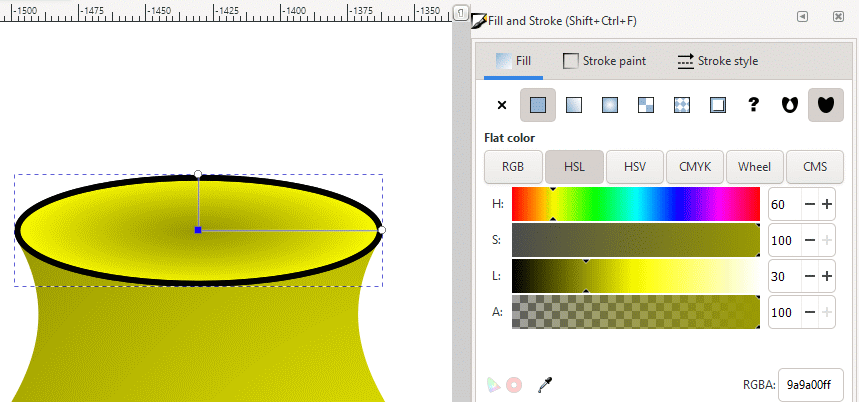 -1500 -1475 -1450 -1425 -1400 -1375 -1350
Fill and Stroke (Shift+Ctrl+F)
Fill Stroke paint Stroke style
?
Flat color
RGB HSL HSV CMYK Wheel CMS
H: 60 − +
S: 100 − +
L: 30 − +
A: 100 − +
RGBA: 9a9a00ff